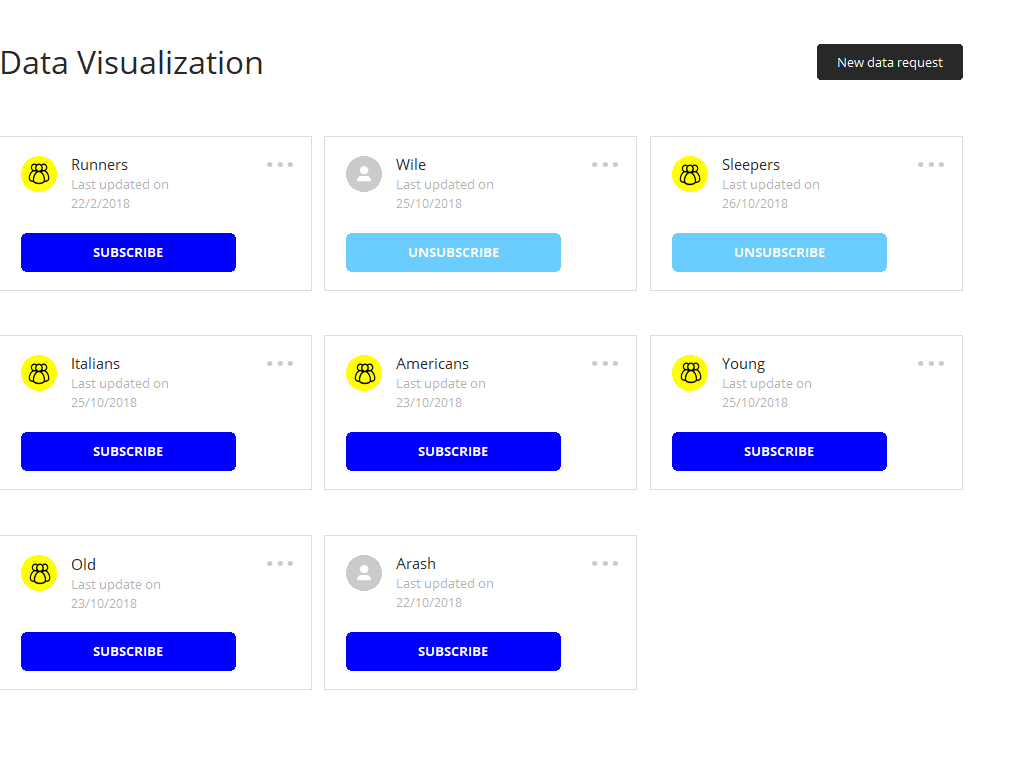 Data Visualization
New data request
Runners
Last updated on
22/2/2018
SUBSCRIBE
Wile
Last updated on
25/10/2018
UNSUBSCRIBE
Sleepers
Last updated on
26/10/2018
UNSUBSCRIBE
Italians
Last updated on
25/10/2018
SUBSCRIBE
Americans
Last update on
23/10/2018
SUBSCRIBE
Young
Last update on
25/10/2018
SUBSCRIBE
Old
Last update on
23/10/2018
SUBSCRIBE
Arash
Last updated on
22/10/2018
SUBSCRIBE